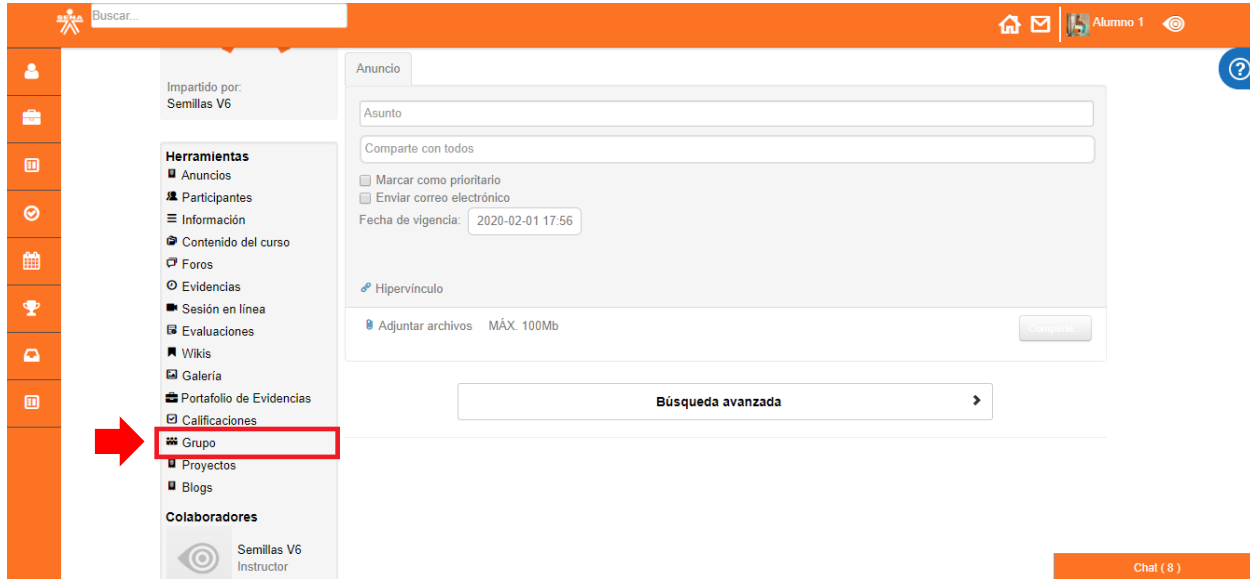 SENA
Buscar...
Alumno 1
Impartido por:
Semillas V6
Herramientas
Anuncios
Participantes
Información
Contenido del curso
Foros
Evidencias
Sesión en línea
Evaluaciones
Wikis
Galería
Portafolio de Evidencias
Calificaciones
Grupo
Proyectos
Blogs
Colaboradores
Semillas V6
Instructor
Anuncio
Asunto
Comparte con todos
Marcar como prioritario
Enviar correo electrónico
Fecha de vigencia: 2020-02-01 17:56
Hipervínculo
Adjuntar archivos MÁX. 100Mb
Búsqueda avanzada
Chat ( 8 )